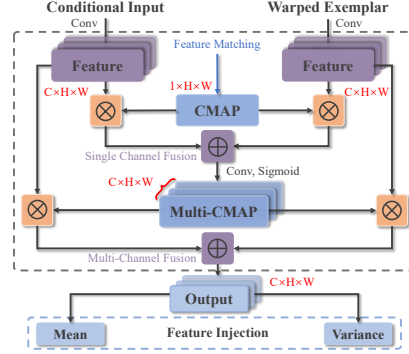 Conditional Input Warped Exemplar
Conv Conv
Feature Matching
Feature Feature
C×H×W 1×H×W C×H×W
CMAP
Single Channel Fusion
Conv, Sigmoid
C×H×W
Multi-CMAP
Multi-Channel Fusion
C×H×W
Output
Mean Feature Injection Variance